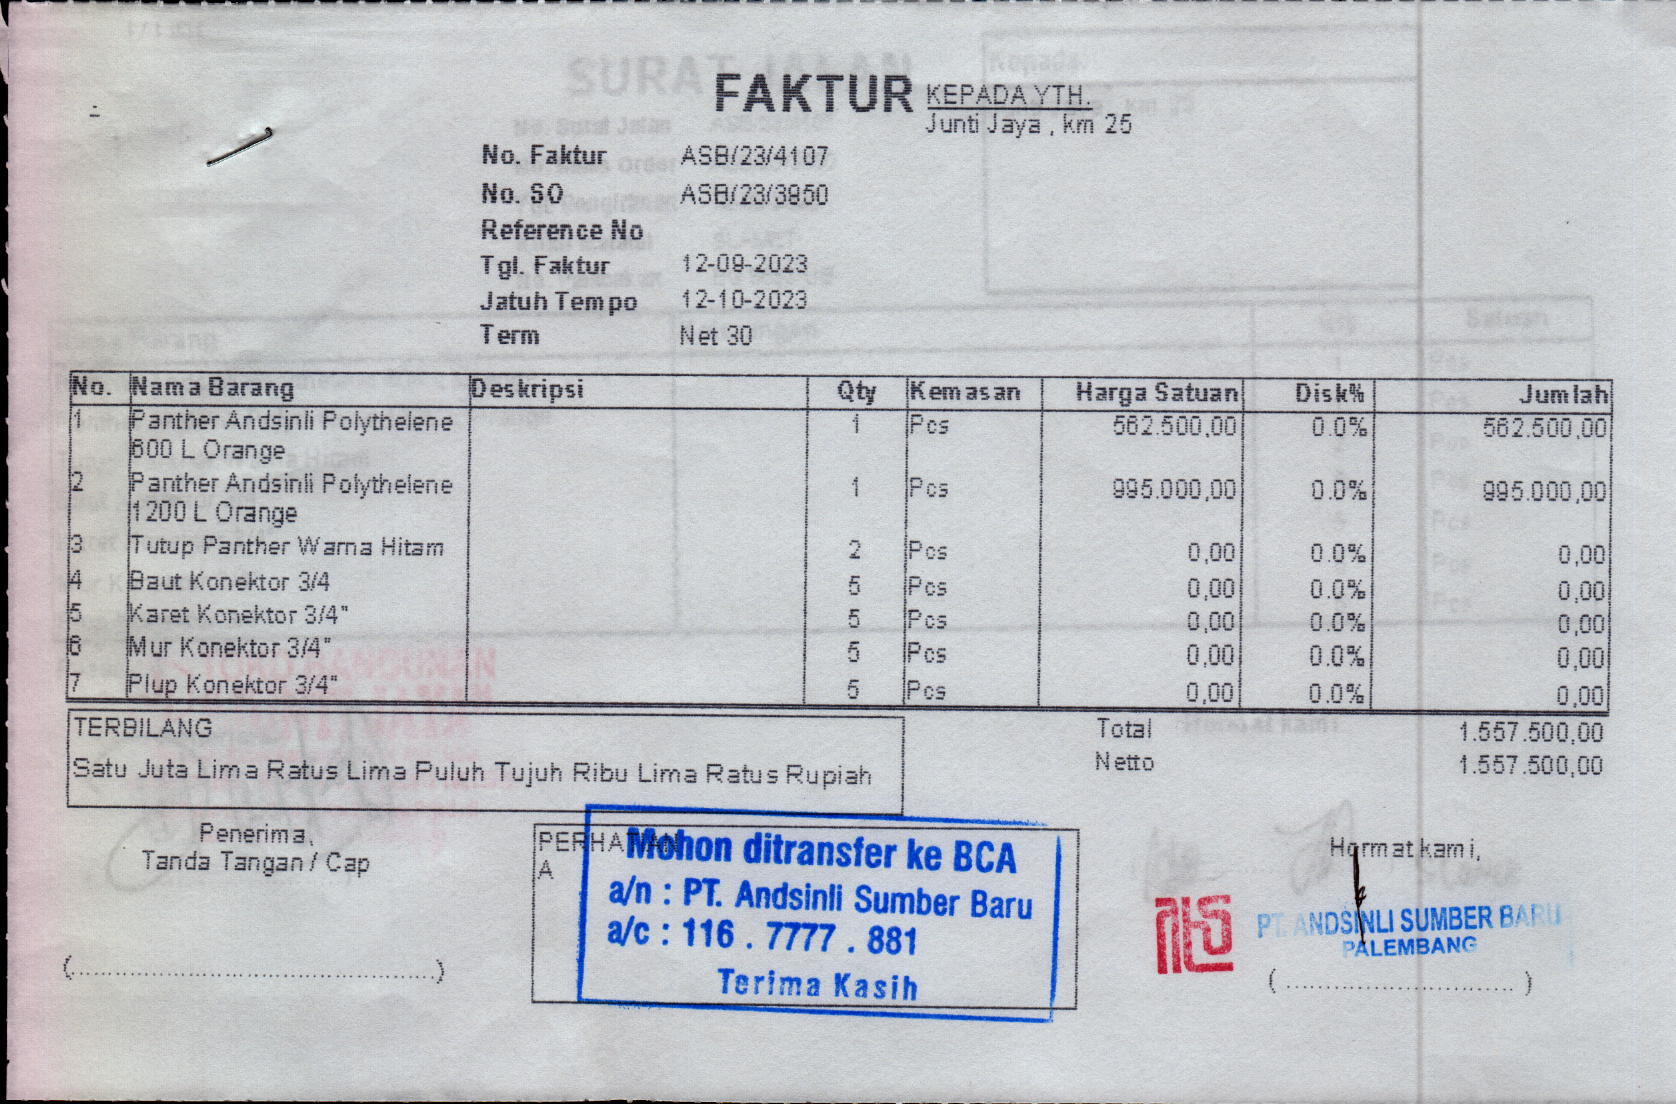 FAKTUR
KEPADA YTH.
Junti Jaya , km 25
No. Faktur ASB/23/4107
No. SO ASB/23/3950
Reference No
Tgl. Faktur 12-09-2023
Jatuh Tempo 12-10-2023
Term Net 30
No. Nama Barang Deskripsi Qty Kemasan Harga Satuan Disk% Jumlah
1 Panther Andsinli Polythelene 1 Pcs 562.500,00 0.0% 562.500,00
600 L Orange
2 Panther Andsinli Polythelene 1 Pcs 995.000,00 0.0% 995.000,00
1200 L Orange
3 Tutup Panther Warna Hitam 2 Pcs 0,00 0.0% 0,00
4 Baut Konektor 3/4 5 Pcs 0,00 0.0% 0,00
5 Karet Konektor 3/4" 5 Pcs 0,00 0.0% 0,00
6 Mur Konektor 3/4" 5 Pcs 0,00 0.0% 0,00
7 Plup Konektor 3/4" 5 Pcs 0,00 0.0% 0,00
TERBILANG
Satu Juta Lima Ratus Lima Puluh Tujuh Ribu Lima Ratus Rupiah
Total 1.557.500,00
Netto 1.557.500,00
Penerima,
Tanda Tangan / Cap
PERHATIAN
A
Mohon ditransfer ke BCA
a/n : PT. Andsinli Sumber Baru
a/c : 116 . 7777 . 881
Terima Kasih
Hormat kami,
PT. ANDSINLI SUMBER BARU
PALEMBANG